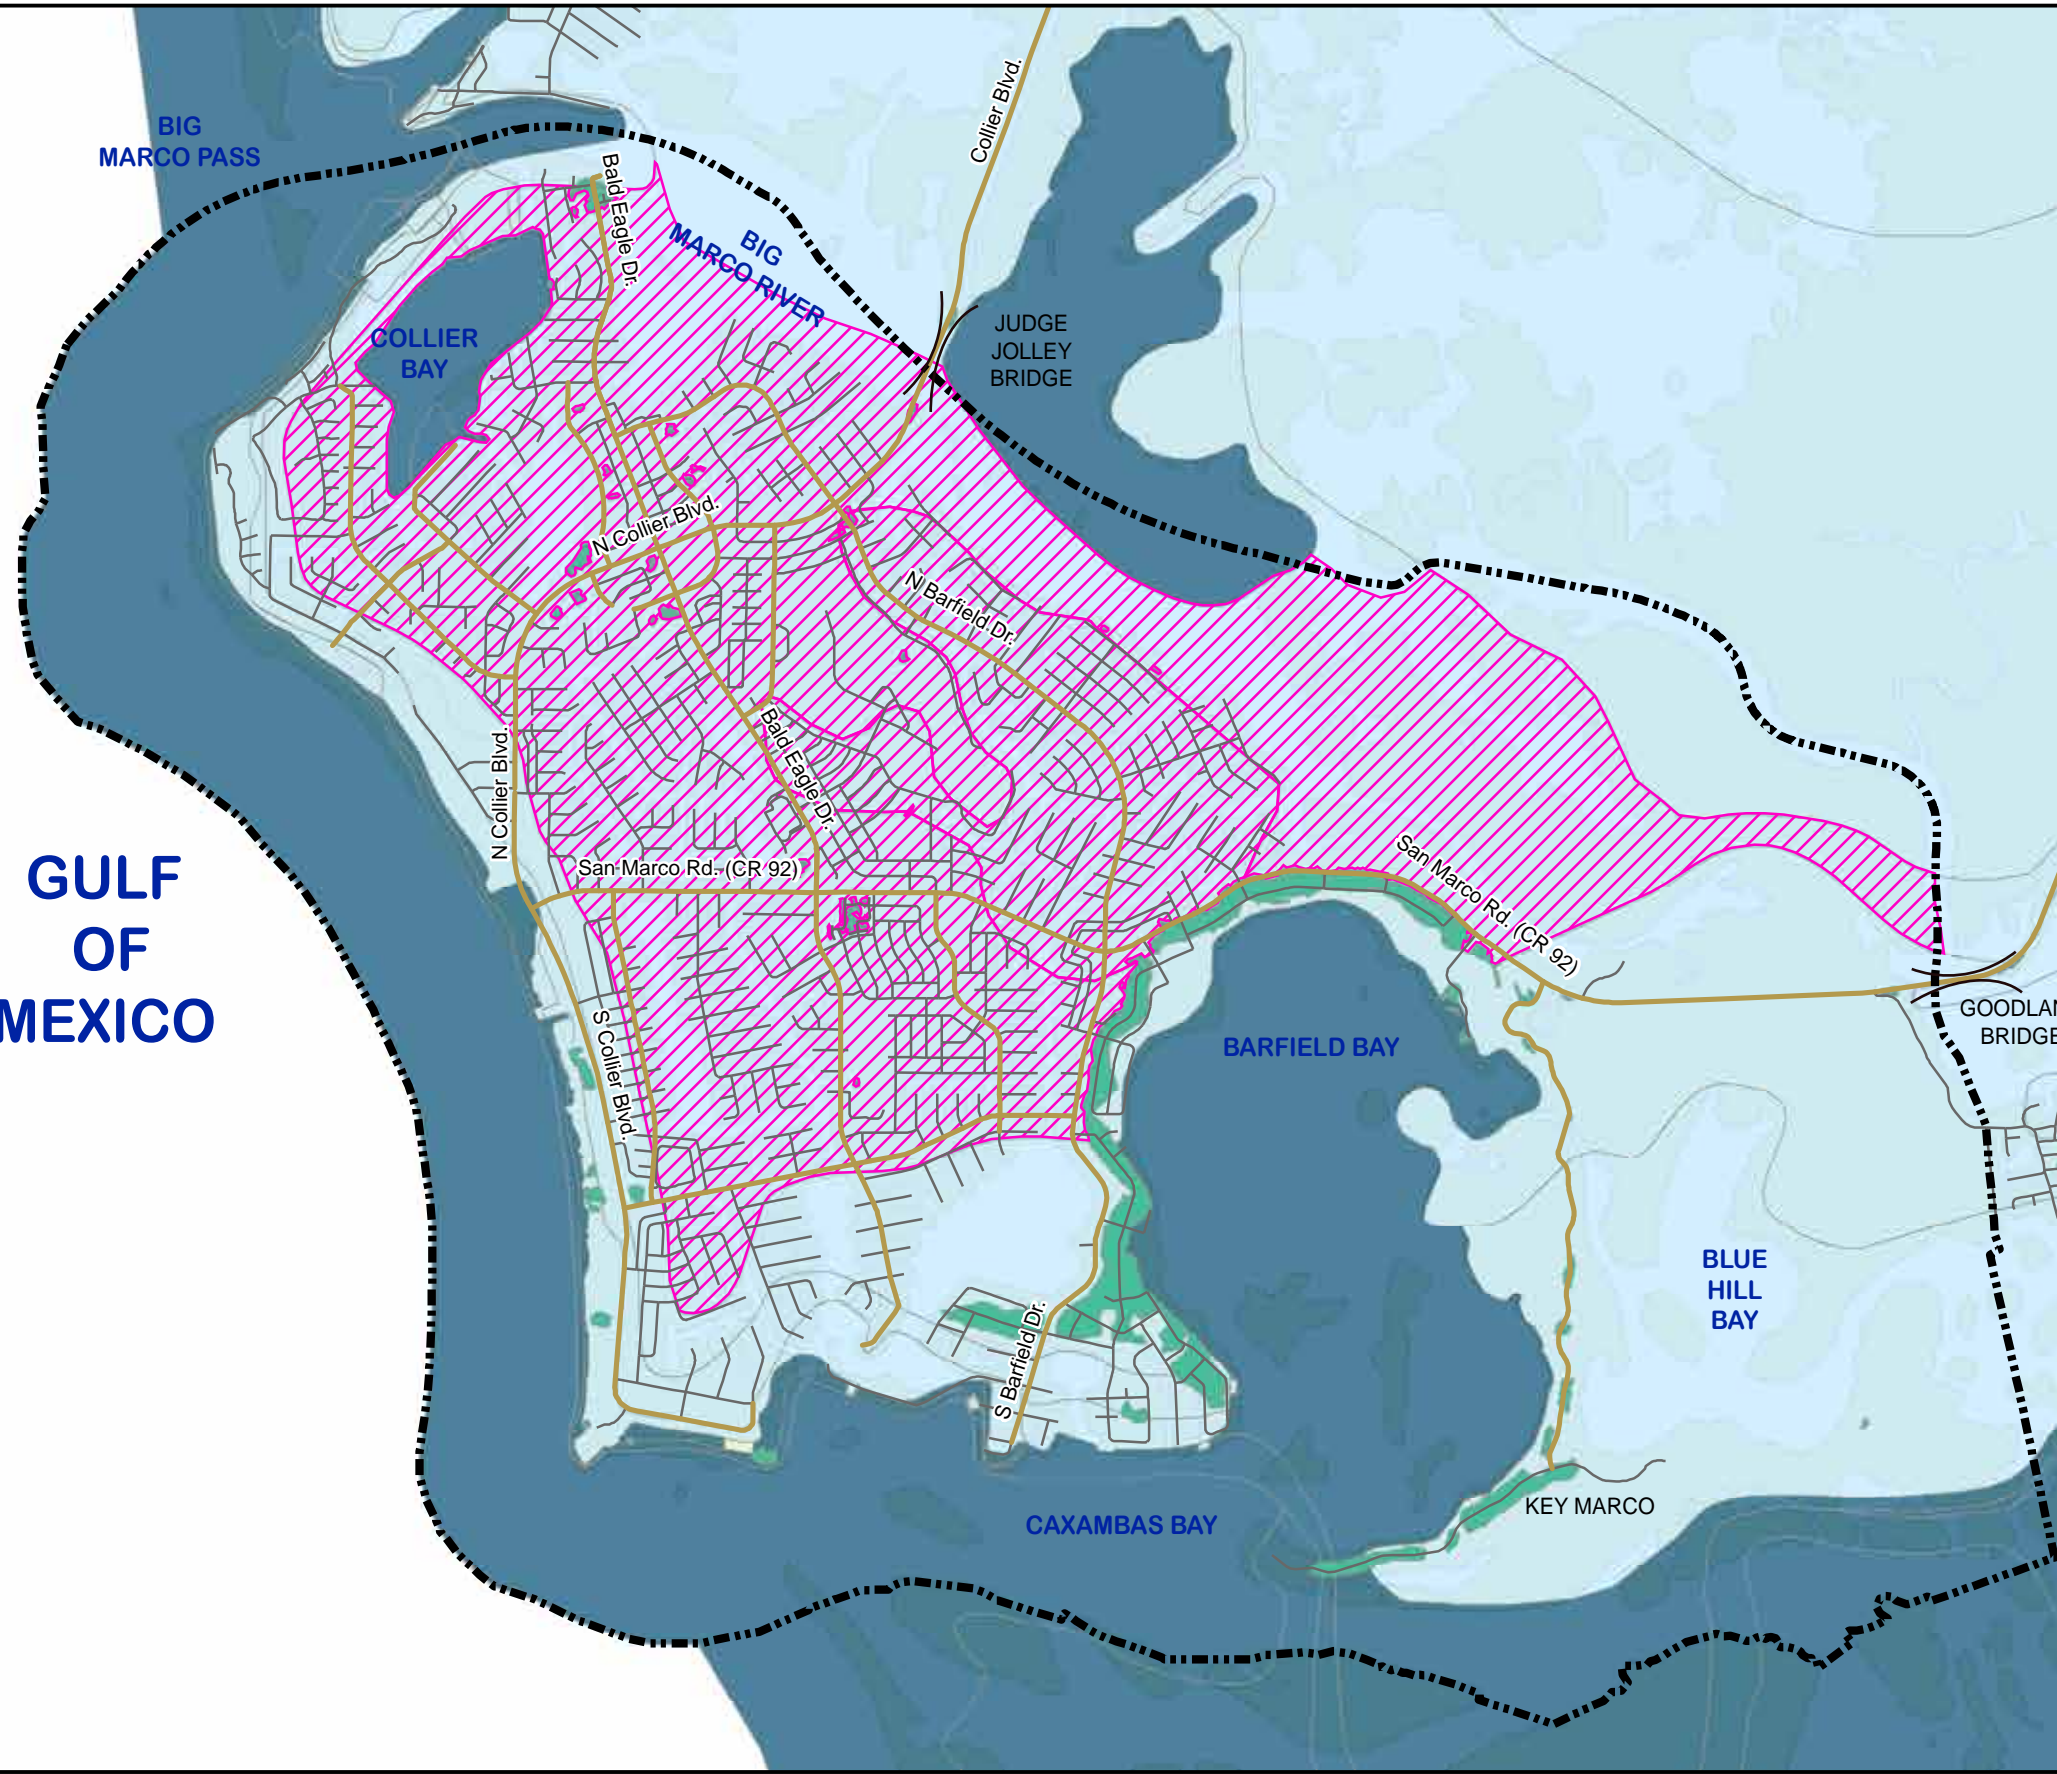 BIG
MARCO PASS
Collier Blvd.
Bald Eagle Dr.
BIG
MARCO RIVER
COLLIER
BAY
JUDGE
JOLLEY
BRIDGE
N Collier Blvd.
N Barfield Dr.
Bald Eagle Dr.
N Collier Blvd.
San Marco Rd. (CR 92)
San Marco Rd. (CR 92)
GULF
OF
MEXICO
S Collier Blvd.
BARFIELD BAY
GOODLAN
BRIDGE
BLUE
HILL
BAY
S Barfield Dr.
KEY MARCO
CAXAMBAS BAY